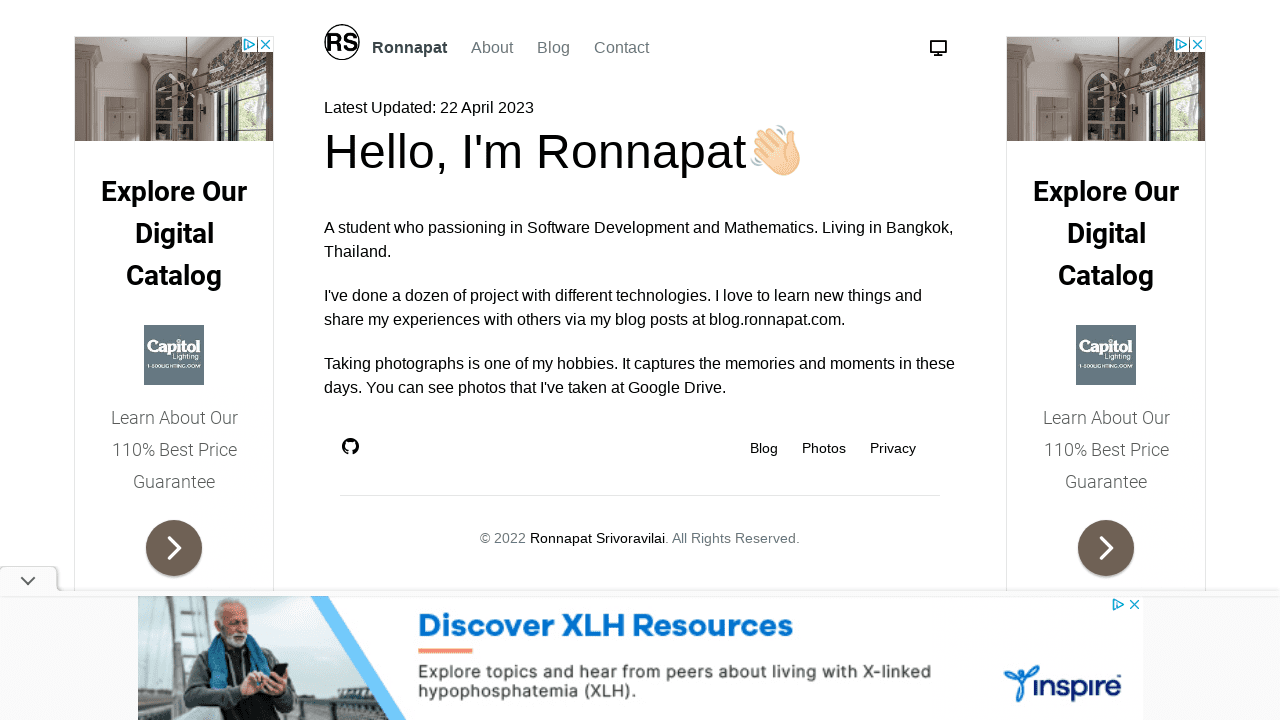 RS
Ronnapat About Blog Contact
Latest Updated: 22 April 2023
Hello, I'm Ronnapat👋🏻
A student who passioning in Software Development and Mathematics. Living in Bangkok,
Thailand.
I've done a dozen of project with different technologies. I love to learn new things and
share my experiences with others via my blog posts at blog.ronnapat.com.
Taking photographs is one of my hobbies. It captures the memories and moments in these
days. You can see photos that I've taken at Google Drive.
Blog Photos Privacy
© 2022 Ronnapat Srivoravilai. All Rights Reserved.
Explore Our
Digital
Catalog
Capitol
Lighting
1-800LIGHTING.COM
Learn About Our
110% Best Price
Guarantee
Explore Our
Digital
Catalog
Capitol
Lighting
1-800LIGHTING.COM
Learn About Our
110% Best Price
Guarantee
Discover XLH Resources
Explore topics and hear from peers about living with X-linked
hypophosphatemia (XLH).
inspire